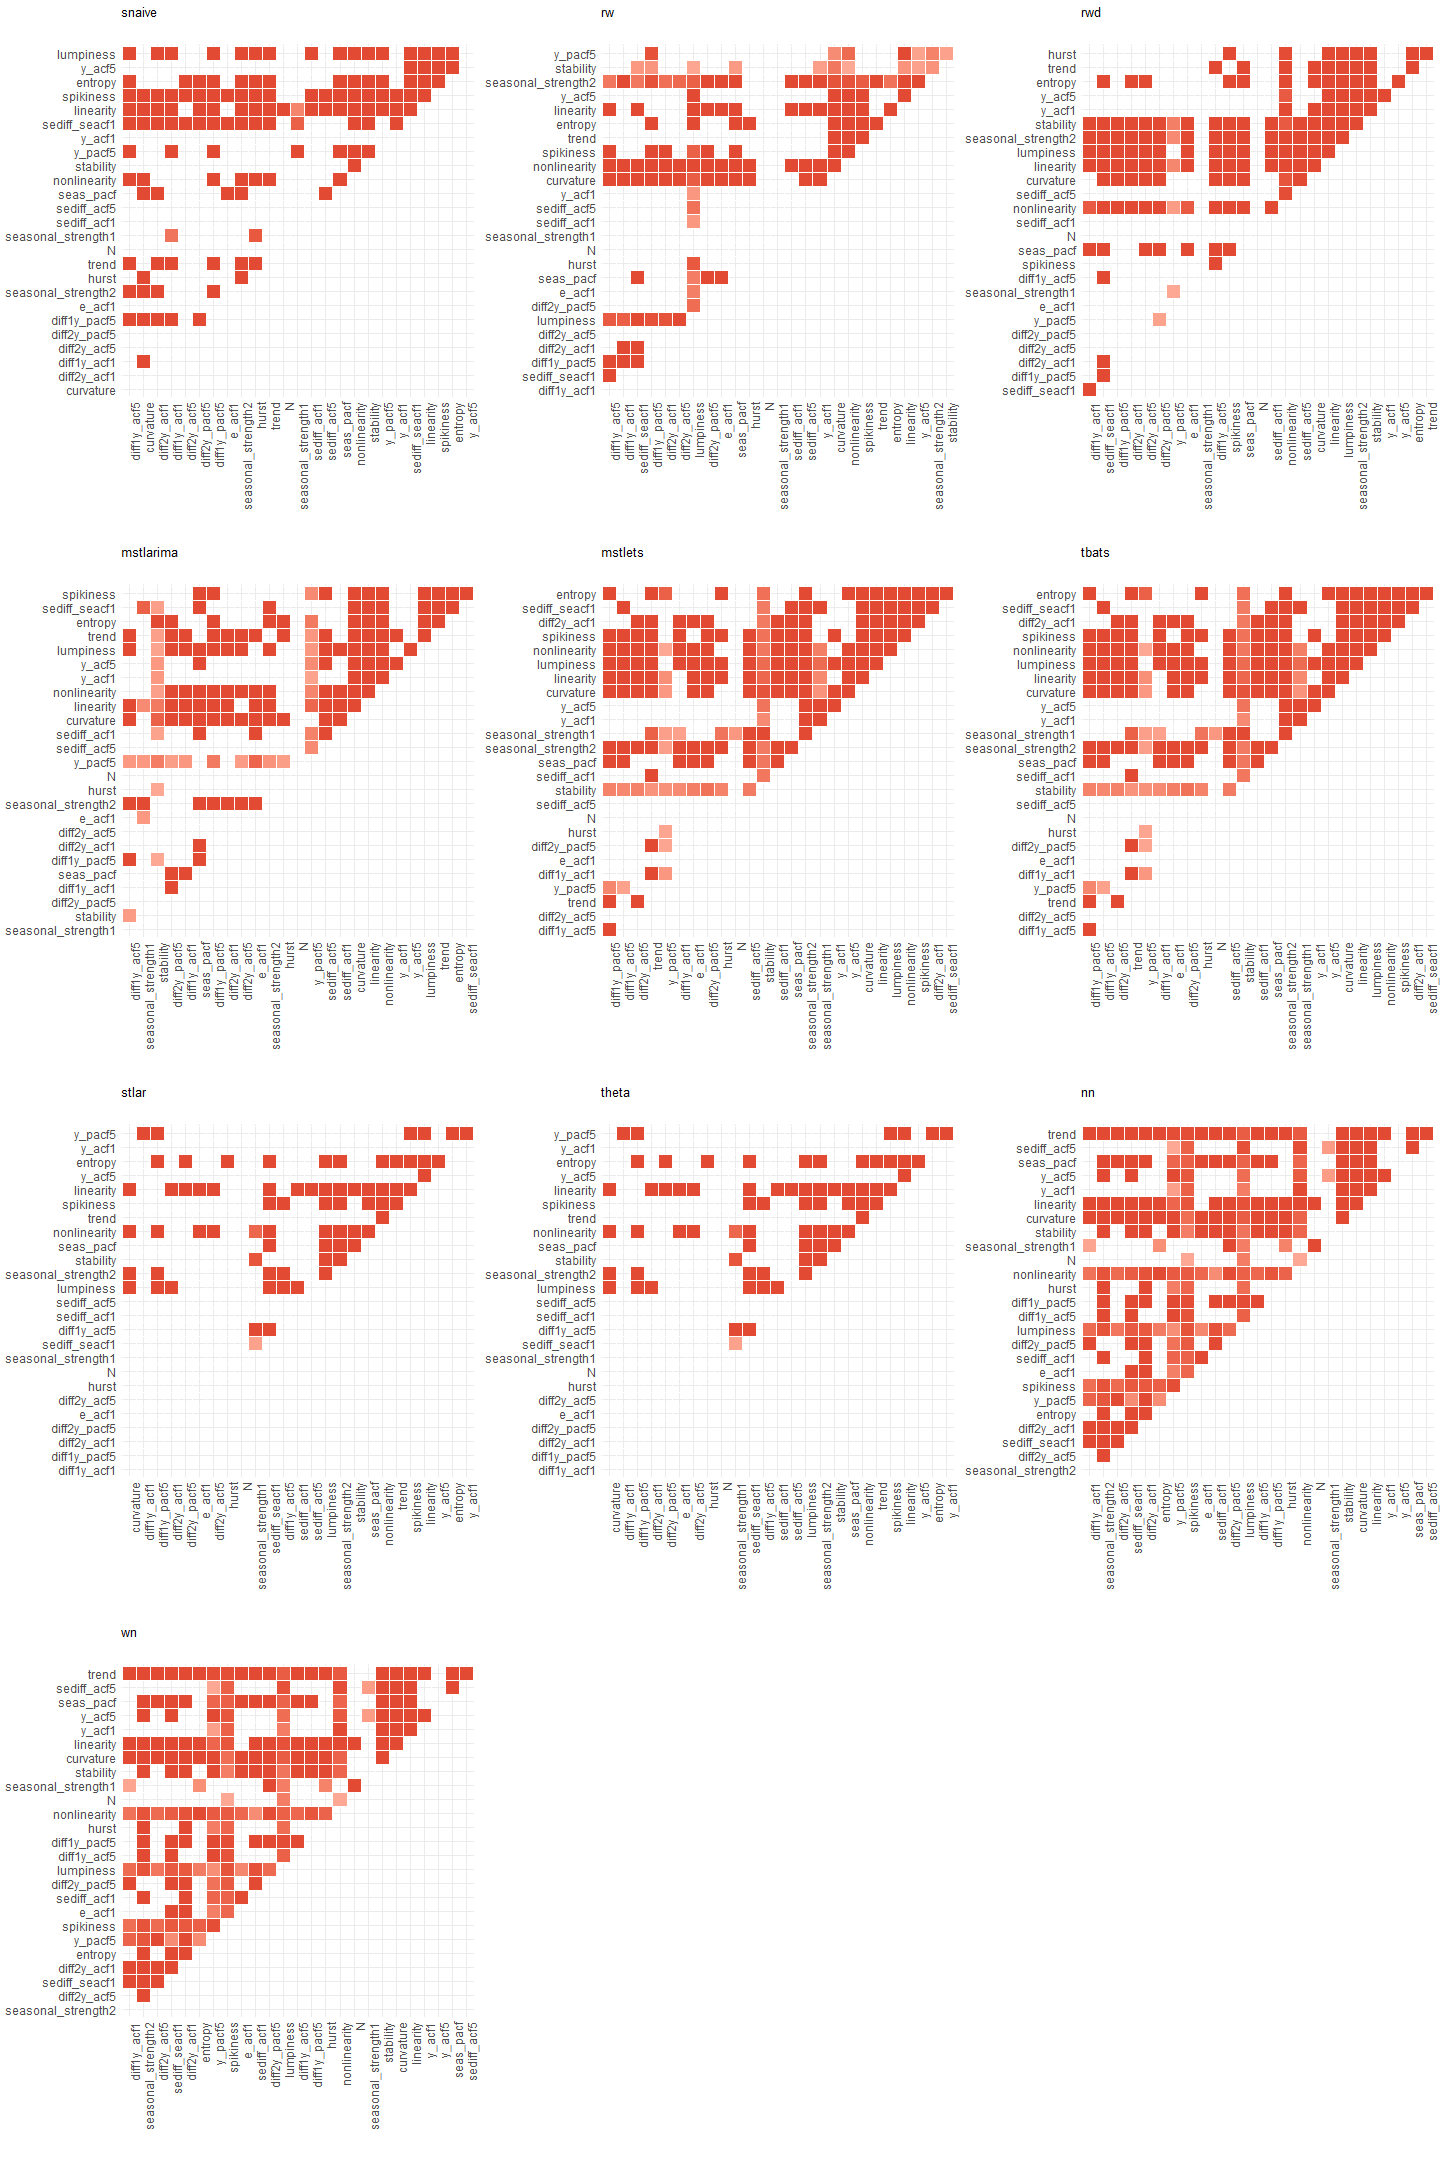 snaive
lumpiness
y_acf5
entropy
spikiness
linearity
sediff_seacf1
y_acf1
y_pacf5
stability
nonlinearity
seas_pacf
sediff_acf5
sediff_acf1
seasonal_strength1
N
trend
hurst
seasonal_strength2
e_acf1
diff1y_pacf5
diff2y_pacf5
diff2y_acf5
diff1y_acf1
diff2y_acf1
curvature
diff1y_acf5
curvature
diff2y_acf1
diff1y_acf1
diff2y_acf5
diff2y_pacf5
diff1y_pacf5
e_acf1
seasonal_strength2
hurst
trend
N
seasonal_strength1
sediff_acf1
sediff_acf5
seas_pacf
nonlinearity
stability
y_pacf5
y_acf1
sediff_seacf1
linearity
spikiness
entropy
y_acf5
rw
y_pacf5
stability
seasonal_strength2
y_acf5
linearity
entropy
trend
spikiness
nonlinearity
curvature
y_acf1
sediff_acf5
sediff_acf1
seasonal_strength1
N
hurst
seas_pacf
e_acf1
diff2y_pacf5
lumpiness
diff2y_acf5
diff2y_acf1
diff1y_pacf5
sediff_seacf1
diff1y_acf1
diff1y_acf5
diff1y_acf1
sediff_seacf1
diff1y_pacf5
diff2y_acf1
diff2y_acf5
lumpiness
diff2y_pacf5
e_acf1
seas_pacf
hurst
N
seasonal_strength1
sediff_acf1
sediff_acf5
y_acf1
curvature
nonlinearity
spikiness
trend
entropy
linearity
y_acf5
seasonal_strength2
stability
rwd
hurst
trend
entropy
y_acf5
y_acf1
stability
seasonal_strength2
lumpiness
linearity
curvature
sediff_acf5
nonlinearity
sediff_acf1
N
seas_pacf
spikiness
diff1y_acf5
seasonal_strength1
e_acf1
y_pacf5
diff2y_pacf5
diff2y_acf5
diff2y_acf1
diff1y_pacf5
sediff_seacf1
diff1y_acf1
sediff_seacf1
diff1y_pacf5
diff2y_acf1
diff2y_acf5
diff2y_pacf5
y_pacf5
e_acf1
seasonal_strength1
diff1y_acf5
spikiness
seas_pacf
N
sediff_acf1
nonlinearity
sediff_acf5
curvature
linearity
lumpiness
seasonal_strength2
stability
y_acf1
y_acf5
entropy
trend
mstlarima
spikiness
sediff_seacf1
entropy
trend
lumpiness
y_acf5
y_acf1
nonlinearity
linearity
curvature
sediff_acf1
sediff_acf5
y_pacf5
N
hurst
seasonal_strength2
e_acf1
diff2y_acf5
diff2y_acf1
diff1y_pacf5
seas_pacf
diff1y_acf1
diff2y_pacf5
stability
seasonal_strength1
diff1y_acf5
seasonal_strength1
stability
diff2y_pacf5
diff1y_acf1
seas_pacf
diff1y_pacf5
diff2y_acf1
diff2y_acf5
e_acf1
seasonal_strength2
hurst
N
y_pacf5
sediff_acf5
sediff_acf1
curvature
linearity
nonlinearity
y_acf1
y_acf5
lumpiness
trend
entropy
sediff_seacf1
mstlets
entropy
sediff_seacf1
diff2y_acf1
spikiness
nonlinearity
lumpiness
linearity
curvature
y_acf5
y_acf1
seasonal_strength1
seasonal_strength2
seas_pacf
sediff_acf1
stability
sediff_acf5
N
hurst
diff2y_pacf5
e_acf1
diff1y_acf1
y_pacf5
trend
diff2y_acf5
diff1y_acf5
diff1y_pacf5
diff1y_acf5
diff2y_acf5
trend
y_pacf5
diff1y_acf1
e_acf1
diff2y_pacf5
hurst
N
sediff_acf5
stability
sediff_acf1
seas_pacf
seasonal_strength2
seasonal_strength1
y_acf1
y_acf5
curvature
linearity
lumpiness
nonlinearity
spikiness
diff2y_acf1
sediff_seacf1
tbats
entropy
sediff_seacf1
diff2y_acf1
spikiness
nonlinearity
lumpiness
linearity
curvature
y_acf5
y_acf1
seasonal_strength1
seasonal_strength2
seas_pacf
sediff_acf1
stability
sediff_acf5
N
hurst
diff2y_pacf5
e_acf1
diff1y_acf1
y_pacf5
trend
diff2y_acf5
diff1y_acf5
diff1y_pacf5
diff1y_acf5
diff2y_acf5
trend
y_pacf5
diff1y_acf1
e_acf1
diff2y_pacf5
hurst
N
sediff_acf5
stability
sediff_acf1
seas_pacf
seasonal_strength2
seasonal_strength1
y_acf1
y_acf5
curvature
linearity
lumpiness
nonlinearity
spikiness
diff2y_acf1
sediff_seacf1
stlar
y_pacf5
y_acf1
entropy
y_acf5
linearity
spikiness
trend
nonlinearity
seas_pacf
stability
seasonal_strength2
lumpiness
sediff_acf5
sediff_acf1
diff1y_acf5
sediff_seacf1
seasonal_strength1
N
hurst
diff2y_acf5
e_acf1
diff2y_pacf5
diff2y_acf1
diff1y_pacf5
diff1y_acf1
curvature
diff1y_acf1
diff1y_pacf5
diff2y_acf1
diff2y_pacf5
e_acf1
diff2y_acf5
hurst
N
seasonal_strength1
sediff_seacf1
diff1y_acf5
sediff_acf1
sediff_acf5
lumpiness
seasonal_strength2
stability
seas_pacf
nonlinearity
trend
spikiness
linearity
y_acf5
entropy
y_acf1
theta
y_pacf5
y_acf1
entropy
y_acf5
linearity
spikiness
trend
nonlinearity
seas_pacf
stability
seasonal_strength2
lumpiness
sediff_acf5
sediff_acf1
diff1y_acf5
sediff_seacf1
seasonal_strength1
N
hurst
diff2y_acf5
e_acf1
diff2y_pacf5
diff2y_acf1
diff1y_pacf5
diff1y_acf1
curvature
diff1y_acf1
diff1y_pacf5
diff2y_acf1
diff2y_pacf5
e_acf1
diff2y_acf5
hurst
N
seasonal_strength1
sediff_seacf1
diff1y_acf5
sediff_acf1
sediff_acf5
lumpiness
seasonal_strength2
stability
seas_pacf
nonlinearity
trend
spikiness
linearity
y_acf5
entropy
y_acf1
nn
trend
sediff_acf5
seas_pacf
y_acf5
y_acf1
linearity
curvature
stability
seasonal_strength1
N
nonlinearity
hurst
diff1y_pacf5
diff1y_acf5
lumpiness
diff2y_pacf5
sediff_acf1
e_acf1
spikiness
y_pacf5
entropy
diff2y_acf1
sediff_seacf1
diff2y_acf5
seasonal_strength2
diff1y_acf1
seasonal_strength2
diff2y_acf5
sediff_seacf1
diff2y_acf1
entropy
y_pacf5
spikiness
e_acf1
sediff_acf1
diff2y_pacf5
lumpiness
diff1y_acf5
diff1y_pacf5
hurst
nonlinearity
N
seasonal_strength1
stability
curvature
linearity
y_acf1
y_acf5
seas_pacf
sediff_acf5
wn
trend
sediff_acf5
seas_pacf
y_acf5
y_acf1
linearity
curvature
stability
seasonal_strength1
N
nonlinearity
hurst
diff1y_pacf5
diff1y_acf5
lumpiness
diff2y_pacf5
sediff_acf1
e_acf1
spikiness
y_pacf5
entropy
diff2y_acf1
sediff_seacf1
diff2y_acf5
seasonal_strength2
diff1y_acf1
seasonal_strength2
diff2y_acf5
sediff_seacf1
diff2y_acf1
entropy
y_pacf5
spikiness
e_acf1
sediff_acf1
diff2y_pacf5
lumpiness
diff1y_acf5
diff1y_pacf5
hurst
nonlinearity
N
seasonal_strength1
stability
curvature
linearity
y_acf1
y_acf5
seas_pacf
sediff_acf5